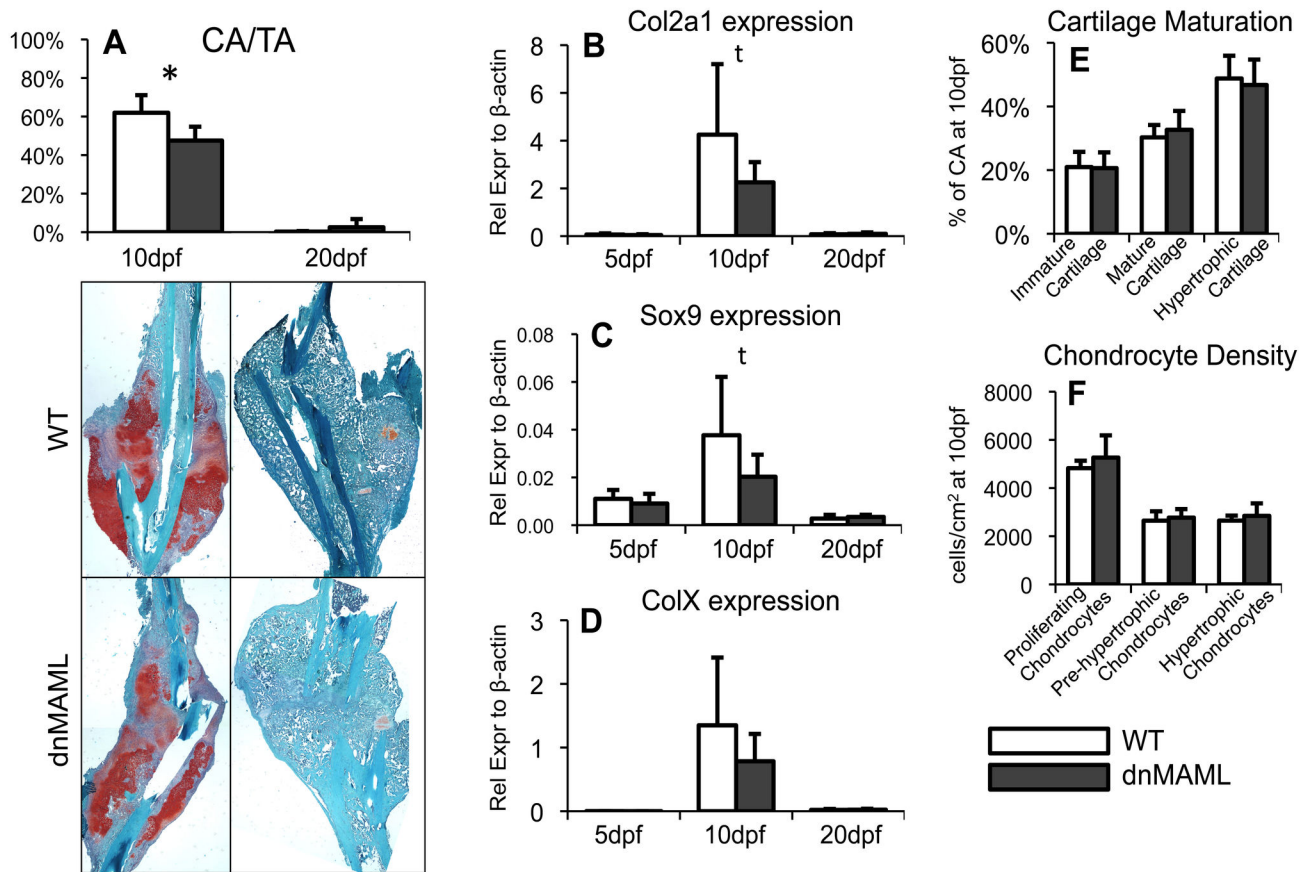 A
CA/TA
100%
80%
60%
40%
20%
0%
*
10dpf
20dpf
WT
dnMAML
Col2a1 expression
B
Rel Expr to β-actin
8
6
4
2
0
t
5dpf
10dpf
20dpf
Sox9 expression
C
Rel Expr to β-actin
0.08
0.06
0.04
0.02
0.00
t
5dpf
10dpf
20dpf
ColX expression
D
Rel Expr to β-actin
3
2
1
0
5dpf
10dpf
20dpf
Cartilage Maturation
E
% of CA at 10dpf
60%
40%
20%
0%
Immature
Cartilage
Mature
Cartilage
Hypertrophic
Cartilage
Chondrocyte Density
F
cells/cm² at 10dpf
8000
6000
4000
2000
0
Proliferating
Chondrocytes
Pre-hypertrophic
Chondrocytes
Hypertrophic
Chondrocytes
WT
dnMAML